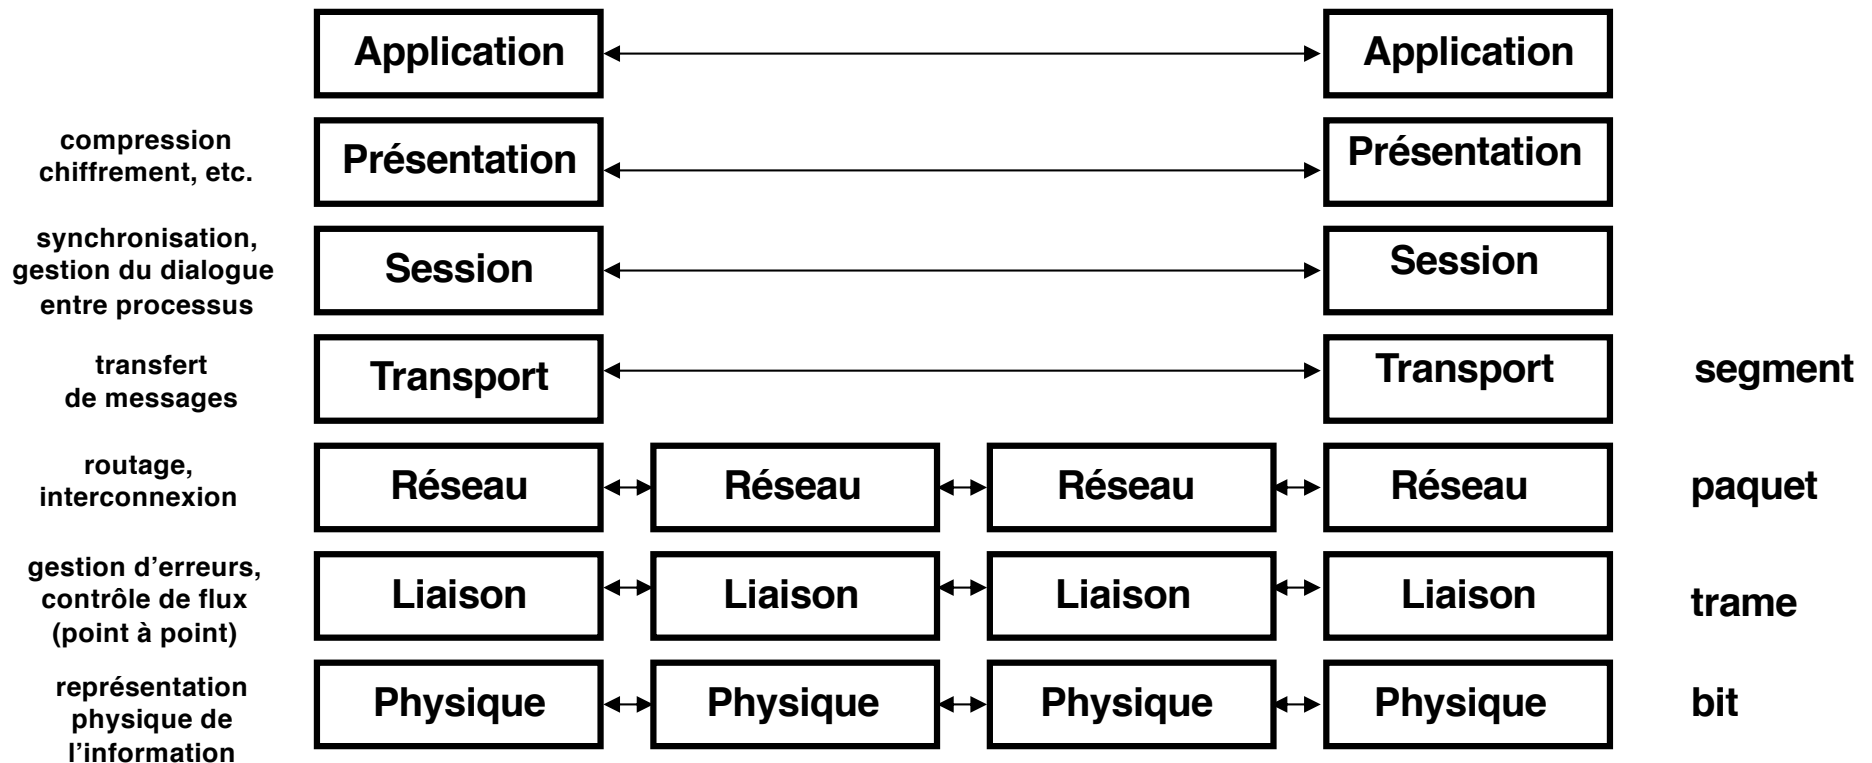 Application
Application
compression
chiffrement, etc.
Présentation
Présentation
synchronisation,
gestion du dialogue
entre processus
Session
Session
transfert
de messages
Transport
Transport
segment
routage,
interconnexion
Réseau
Réseau
Réseau
Réseau
paquet
gestion d’erreurs,
contrôle de flux
(point à point)
Liaison
Liaison
Liaison
Liaison
trame
représentation
physique de
l’information
Physique
Physique
Physique
Physique
bit